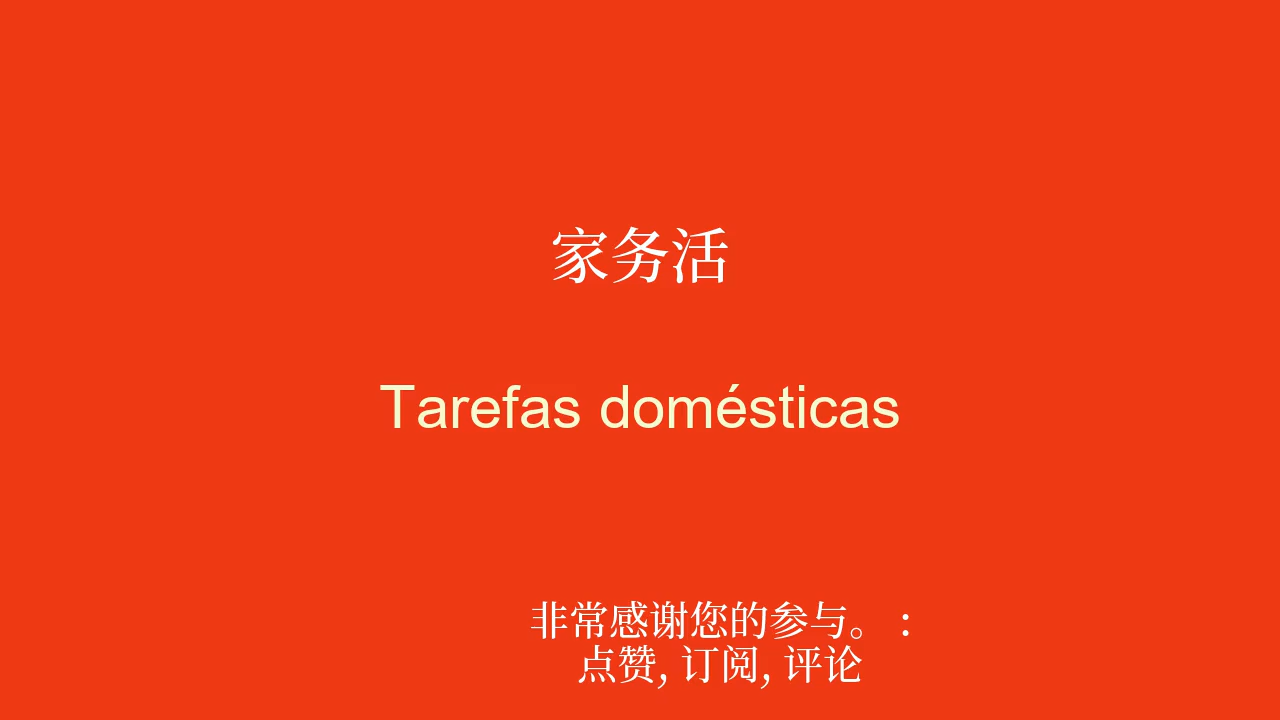 家务活
Tarefas domésticas
非常感谢您的参与。 :
点赞, 订阅, 评论